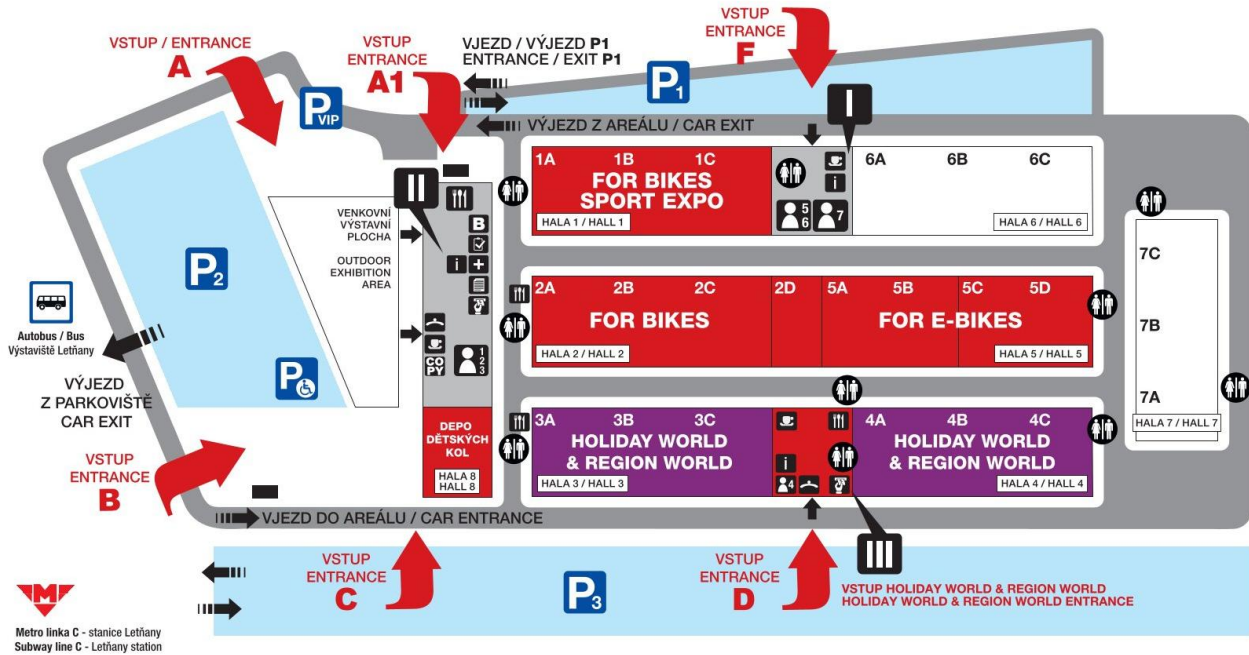 VSTUP / ENTRANCE
A
VSTUP
ENTRANCE
A1
VJEZD / VÝJEZD P1
ENTRANCE / EXIT P1
VSTUP
ENTRANCE
F
P VIP
P1
VÝJEZD Z AREÁLU / CAR EXIT
I
II
1A 1B 1C
FOR BIKES
SPORT EXPO
HALA 1 / HALL 1
i
5
6
7
6A 6B 6C
HALA 6 / HALL 6
VENKOVNÍ
VÝSTAVNÍ
PLOCHA
OUTDOOR
EXHIBITION
AREA
B
i +
CO
PY
1
2
3
P2
Autobus / Bus
Výstaviště Letňany
VÝJEZD
Z PARKOVIŠTĚ
CAR EXIT
P
2A 2B 2C 2D 5A 5B 5C 5D
FOR BIKES
FOR E-BIKES
HALA 2 / HALL 2
HALA 5 / HALL 5
7C
7B
7A
HALA 7 / HALL 7
DEPO
DĚTSKÝCH
KOL
HALA 8
HALL 8
3A 3B 3C
HOLIDAY WORLD
& REGION WORLD
HALA 3 / HALL 3
i
4
4A 4B 4C
HOLIDAY WORLD
& REGION WORLD
HALA 4 / HALL 4
VSTUP
ENTRANCE
B
VJEZD DO AREÁLU / CAR ENTRANCE
VSTUP
ENTRANCE
C
P3
VSTUP
ENTRANCE
D
III
VSTUP HOLIDAY WORLD & REGION WORLD
HOLIDAY WORLD & REGION WORLD ENTRANCE
M
Metro linka C - stanice Letňany
Subway line C - Letňany station